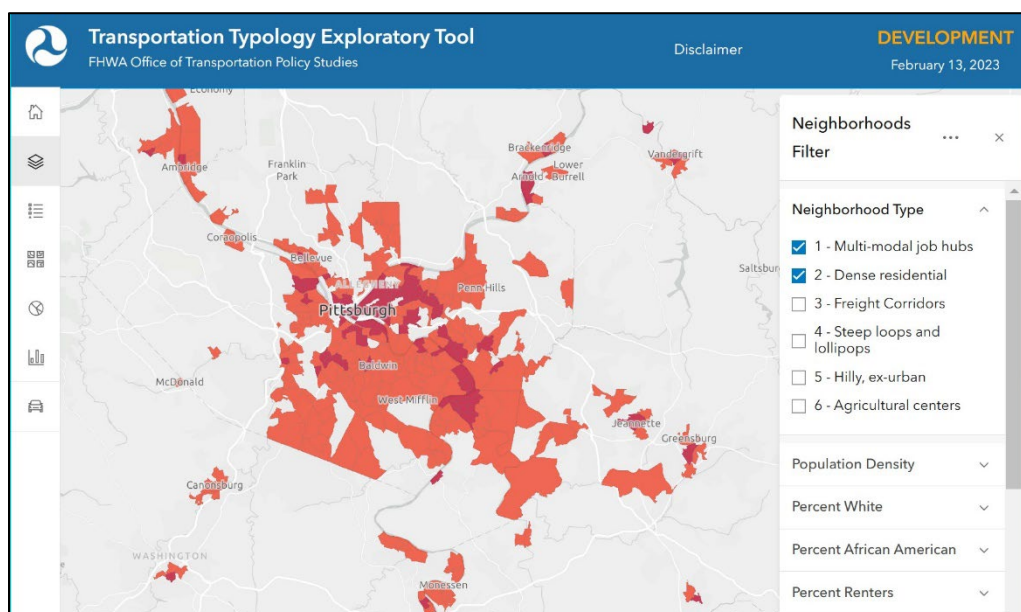 Transportation Typology Exploratory Tool
FHWA Office of Transportation Policy Studies
Disclaimer
DEVELOPMENT
February 13, 2023
Economy
Ambridge
Franklin
Park
Coraopolis
Bellevue
ALLEGHENY
Pittsburgh
Penn Hills
Brackenridge
Lower
Arnold Burrell
Vandergrift
Saltsbur
McDonald
Baldwin
West Mifflin
Jeannette
Greensburg
Canonsburg
WASHINGTON
Monessen
Neighborhoods
Filter
Neighborhood Type
1 - Multi-modal job hubs
2 - Dense residential
3 - Freight Corridors
4 - Steep loops and
lollipops
5 - Hilly, ex-urban
6 - Agricultural centers
Population Density
Percent White
Percent African American
Percent Renters